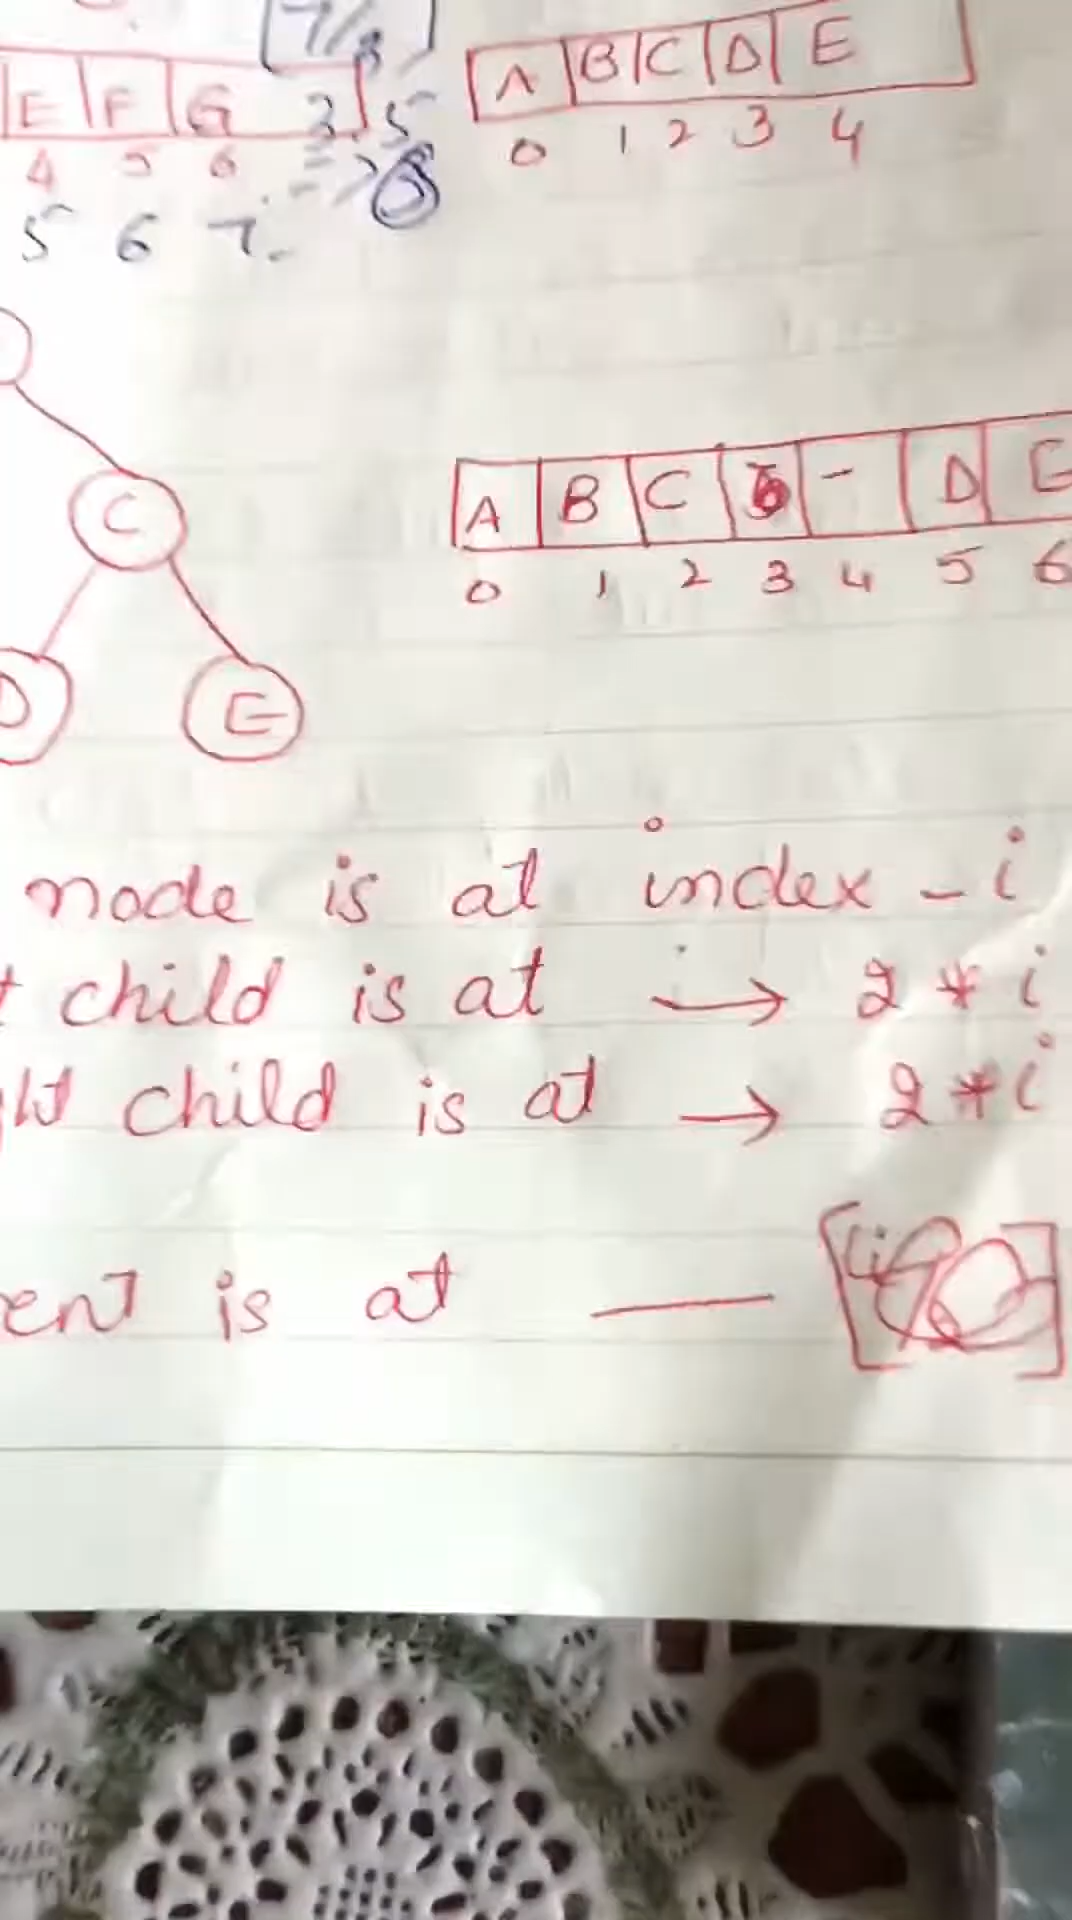 A B C D E
E F G
0 1 2 3 4
4 5 6
5 6 7
A B C - D E
0 1 2 3 4 5 6
C
D E
node is at index - i
child is at → 2 * i
child is at → 2 * i
is at —